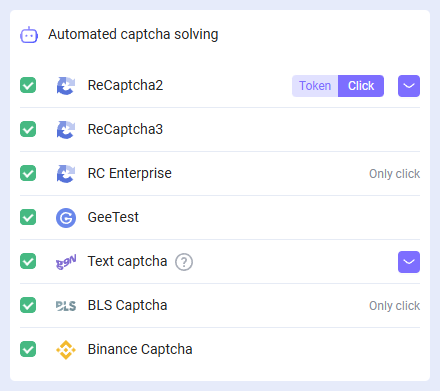 Automated captcha solving
ReCaptcha2 Token Click
ReCaptcha3
RC Enterprise Only click
GeeTest
Text captcha ?
BLS BLS Captcha Only click
Binance Captcha